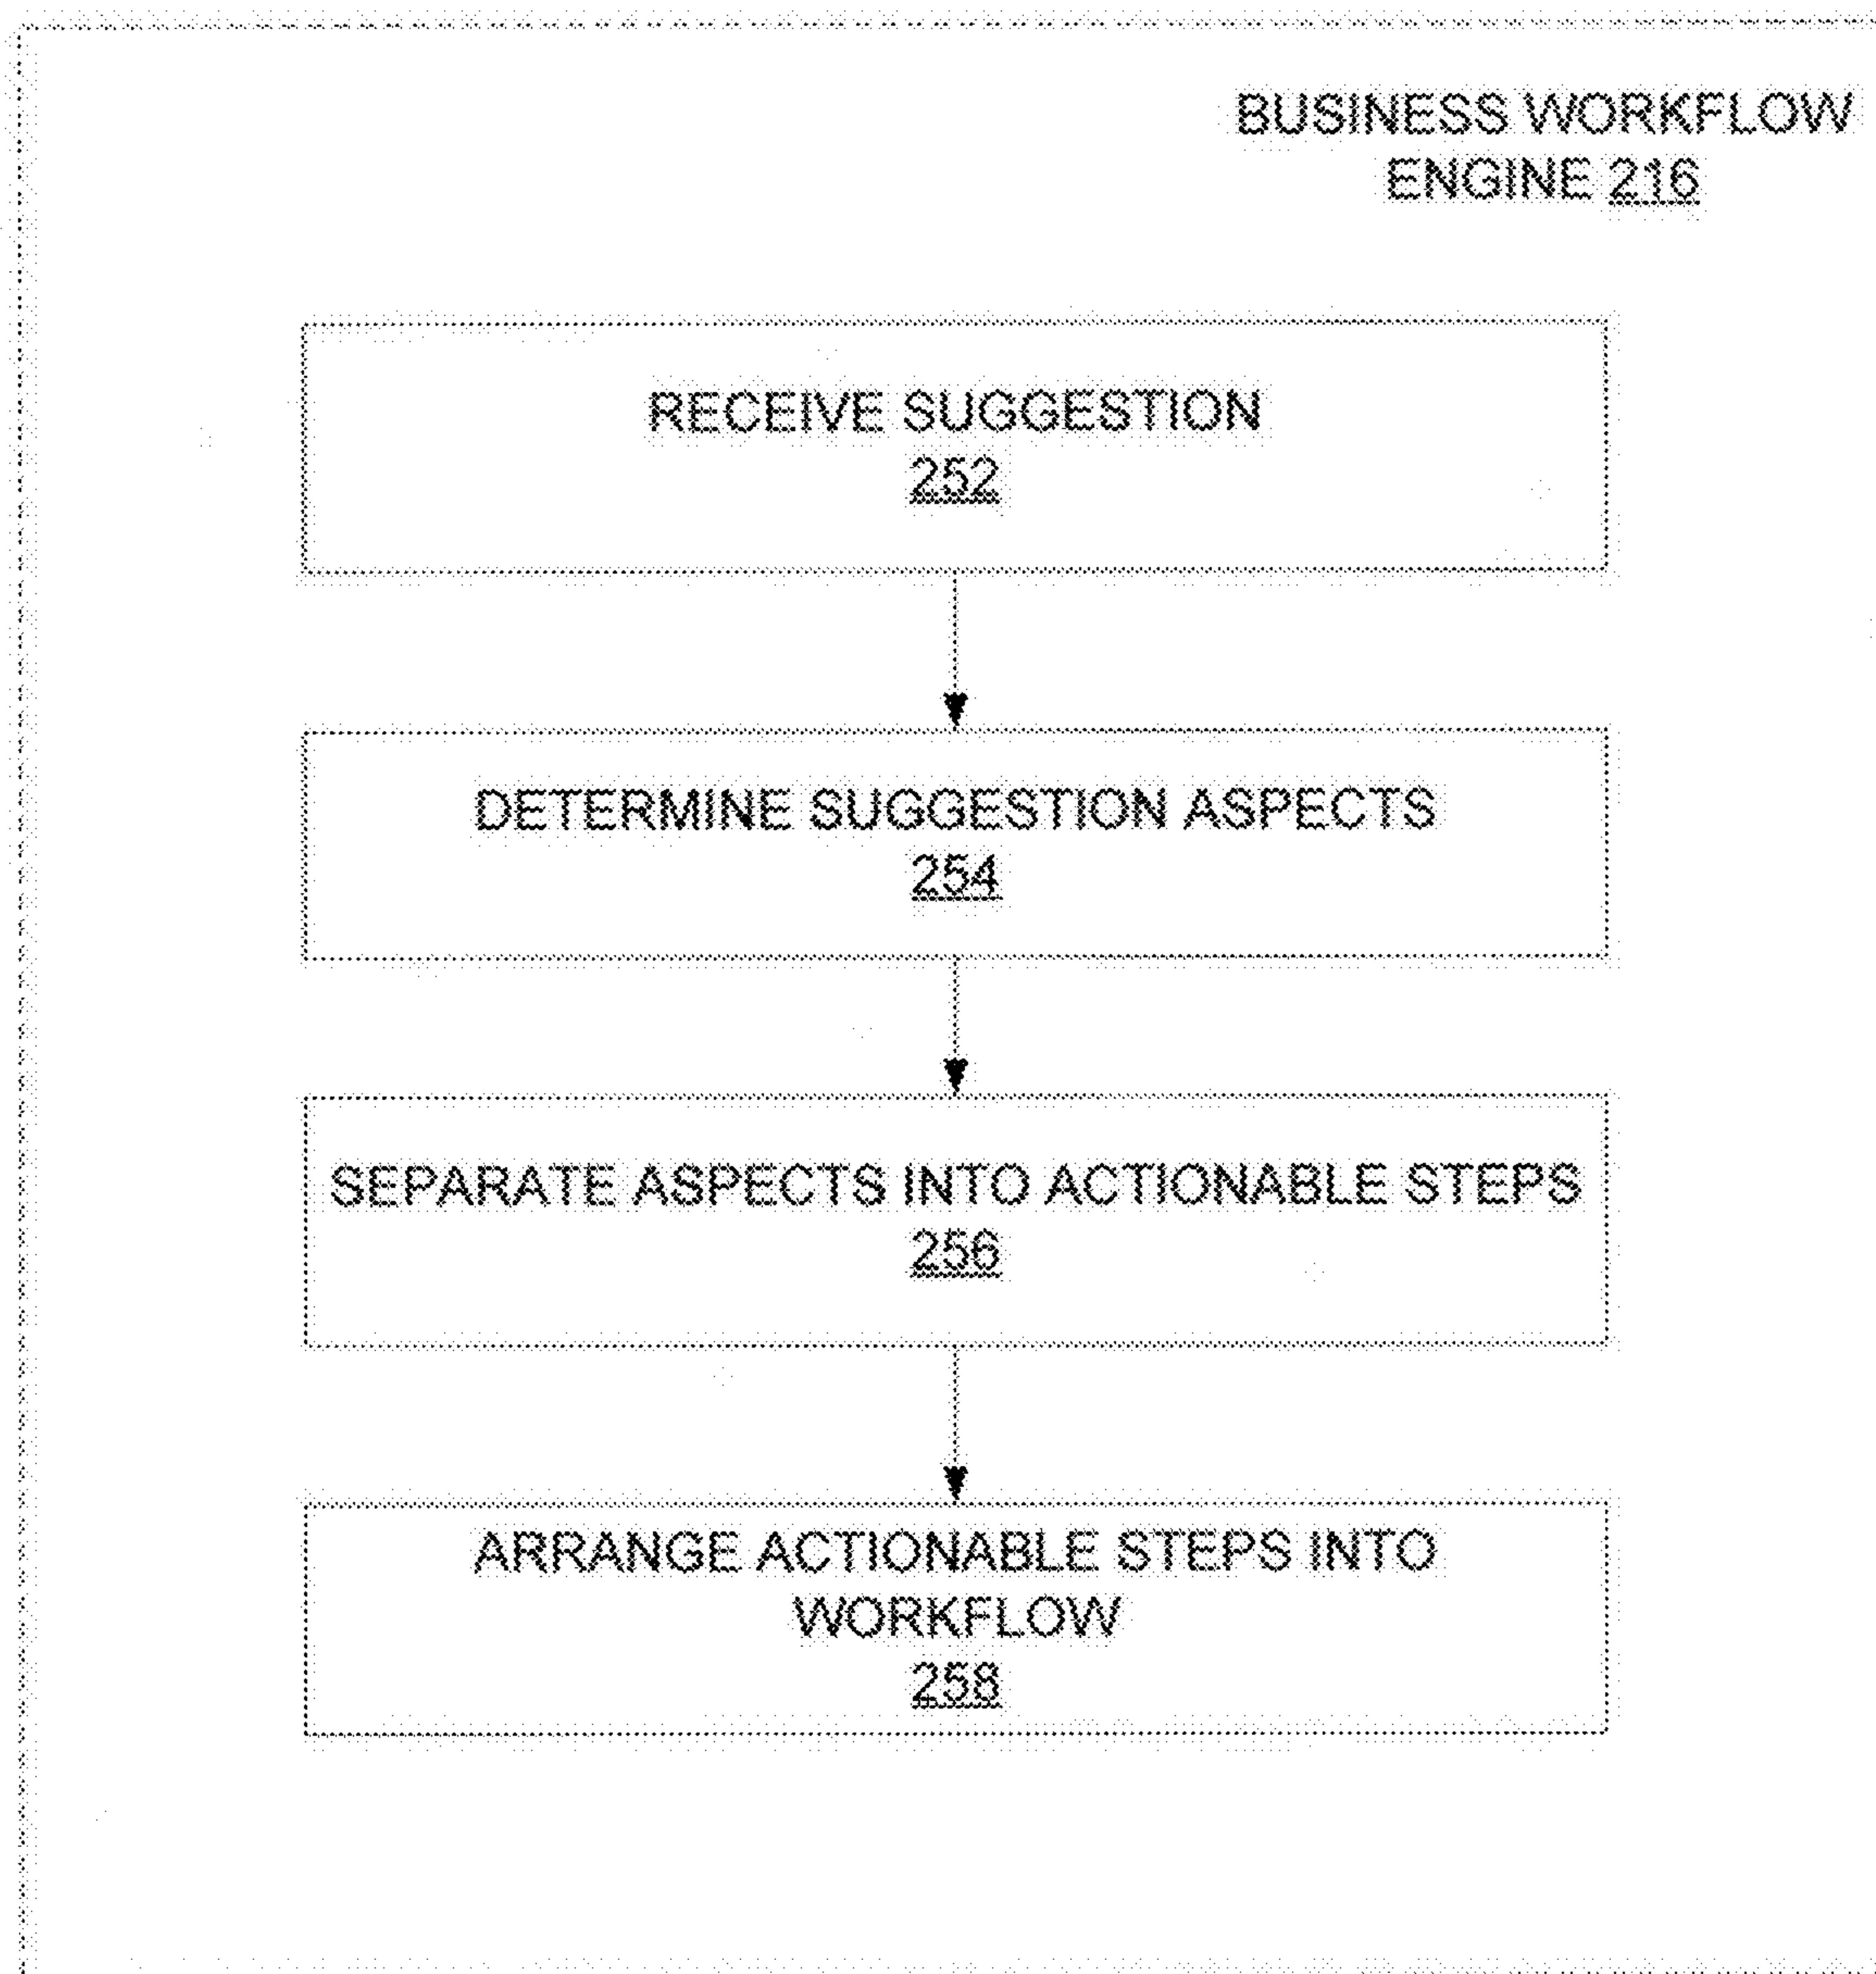 BUSINESS WORKFLOW
ENGINE 216
RECEIVE SUGGESTION
252
DETERMINE SUGGESTION ASPECTS
254
SEPARATE ASPECTS INTO ACTIONABLE STEPS
256
ARRANGE ACTIONABLE STEPS INTO
WORKFLOW
258